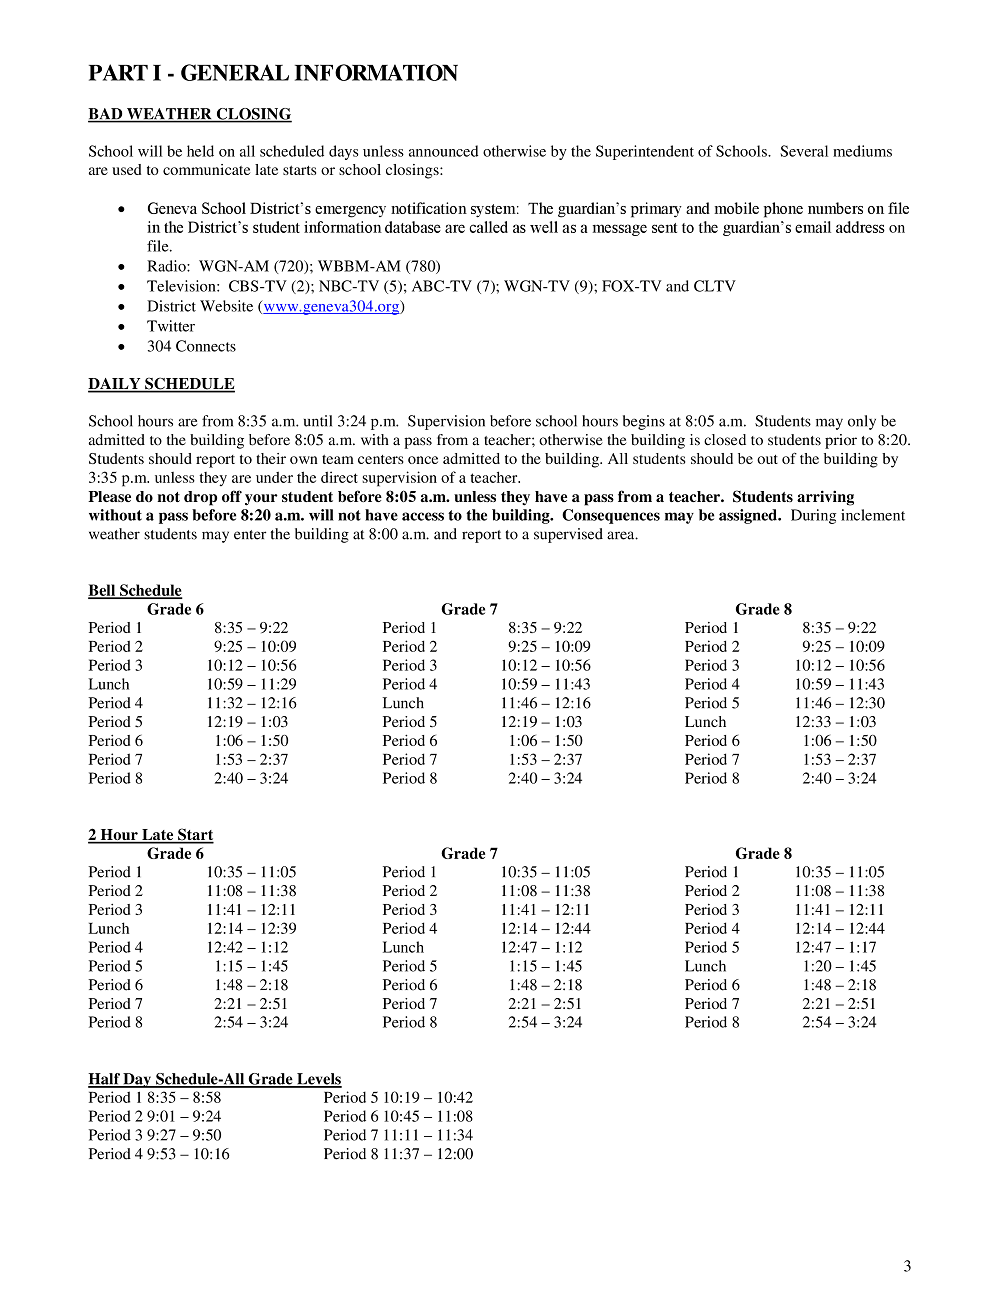 PART I - GENERAL INFORMATION
BAD WEATHER CLOSING
School will be held on all scheduled days unless announced otherwise by the Superintendent of Schools.  Several mediums
are used to communicate late starts or school closings:
• Geneva School District's emergency notification system:  The guardian's primary and mobile phone numbers on file
in the District's student information database are called as well as a message sent to the guardian's email address on
file.
• Radio:  WGN-AM (720); WBBM-AM (780)
• Television:  CBS-TV (2); NBC-TV (5); ABC-TV (7); WGN-TV (9); FOX-TV and CLTV
• District Website (www.geneva304.org)
• Twitter
• 304 Connects
DAILY SCHEDULE
School hours are from 8:35 a.m. until 3:24 p.m.  Supervision before school hours begins at 8:05 a.m.  Students may only be
admitted to the building before 8:05 a.m. with a pass from a teacher; otherwise the building is closed to students prior to 8:20.
Students should report to their own team centers once admitted to the building. All students should be out of the building by
3:35 p.m. unless they are under the direct supervision of a teacher.
Please do not drop off your student before 8:05 a.m. unless they have a pass from a teacher.  Students arriving
without a pass before 8:20 a.m. will not have access to the building.  Consequences may be assigned.  During inclement
weather students may enter the building at 8:00 a.m. and report to a supervised area.
Bell Schedule
Grade 6 Grade 7 Grade 8
Period 1 8:35 – 9:22 Period 1 8:35 – 9:22 Period 1 8:35 – 9:22
Period 2 9:25 – 10:09 Period 2 9:25 – 10:09 Period 2 9:25 – 10:09
Period 3 10:12 – 10:56 Period 3 10:12 – 10:56 Period 3 10:12 – 10:56
Lunch 10:59 – 11:29 Period 4 10:59 – 11:43 Period 4 10:59 – 11:43
Period 4 11:32 – 12:16 Lunch 11:46 – 12:16 Period 5 11:46 – 12:30
Period 5 12:19 – 1:03 Period 5 12:19 – 1:03 Lunch 12:33 – 1:03
Period 6 1:06 – 1:50 Period 6 1:06 – 1:50 Period 6 1:06 – 1:50
Period 7 1:53 – 2:37 Period 7 1:53 – 2:37 Period 7 1:53 – 2:37
Period 8 2:40 – 3:24 Period 8 2:40 – 3:24 Period 8 2:40 – 3:24
2 Hour Late Start
Grade 6 Grade 7 Grade 8
Period 1 10:35 – 11:05 Period 1 10:35 – 11:05 Period 1 10:35 – 11:05
Period 2 11:08 – 11:38 Period 2 11:08 – 11:38 Period 2 11:08 – 11:38
Period 3 11:41 – 12:11 Period 3 11:41 – 12:11 Period 3 11:41 – 12:11
Lunch 12:14 – 12:39 Period 4 12:14 – 12:44 Period 4 12:14 – 12:44
Period 4 12:42 – 1:12 Lunch 12:47 – 1:12 Period 5 12:47 – 1:17
Period 5 1:15 – 1:45 Period 5 1:15 – 1:45 Lunch 1:20 – 1:45
Period 6 1:48 – 2:18 Period 6 1:48 – 2:18 Period 6 1:48 – 2:18
Period 7 2:21 – 2:51 Period 7 2:21 – 2:51 Period 7 2:21 – 2:51
Period 8 2:54 – 3:24 Period 8 2:54 – 3:24 Period 8 2:54 – 3:24
Half Day Schedule-All Grade Levels
Period 1 8:35 – 8:58 Period 5 10:19 – 10:42
Period 2 9:01 – 9:24 Period 6 10:45 – 11:08
Period 3 9:27 – 9:50 Period 7 11:11 – 11:34
Period 4 9:53 – 10:16 Period 8 11:37 – 12:00
3